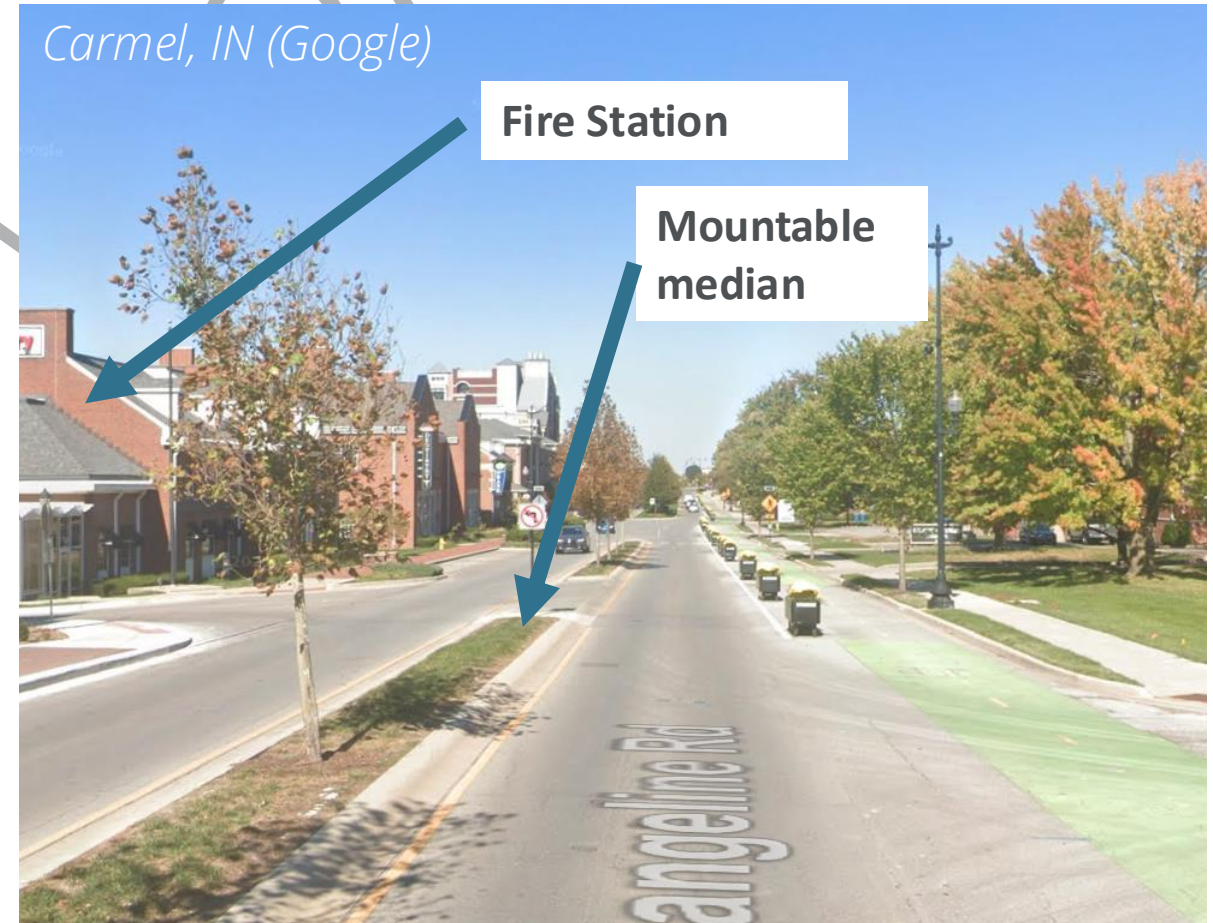 Carmel, IN (Google)
Fire Station
Mountable
median
angeline Rd